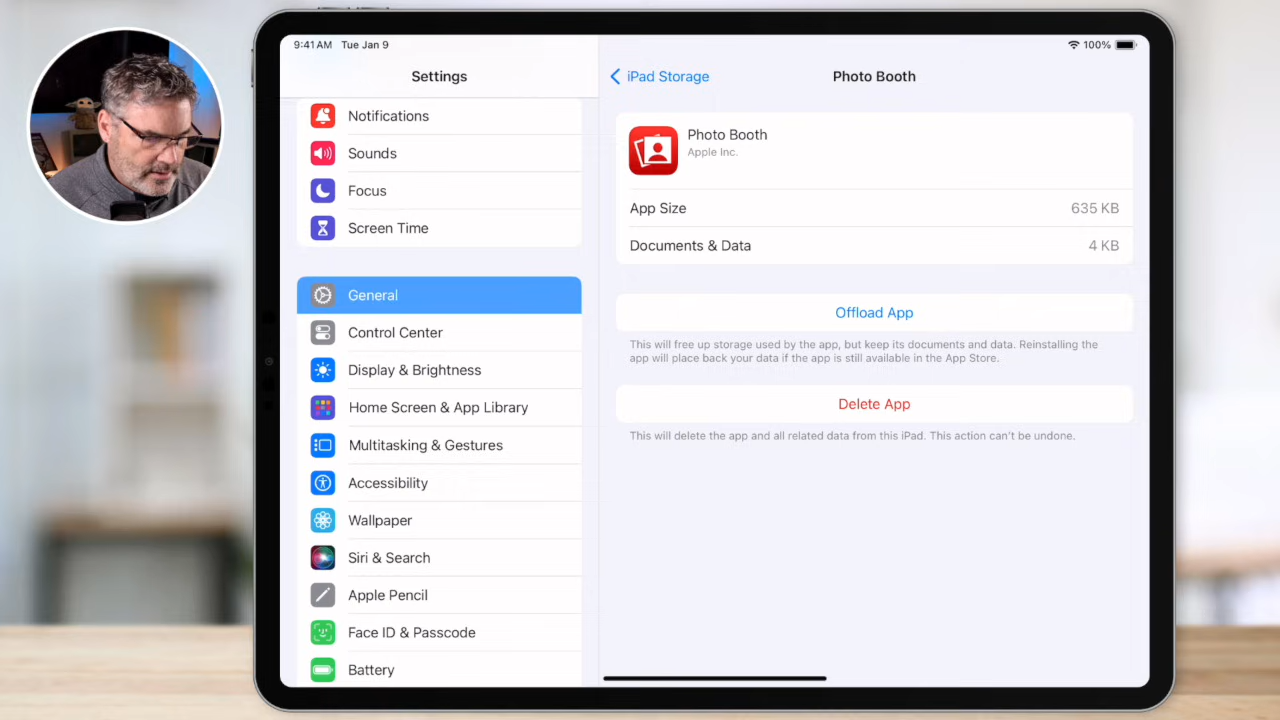 9:41 AM Tue Jan 9
100%
Settings
Notifications
Sounds
Focus
Screen Time
General
Control Center
Display & Brightness
Home Screen & App Library
Multitasking & Gestures
Accessibility
Wallpaper
Siri & Search
Apple Pencil
Face ID & Passcode
Battery
iPad Storage
Photo Booth
Photo Booth
Apple Inc.
App Size 635 KB
Documents & Data 4 KB
Offload App
This will free up storage used by the app, but keep its documents and data. Reinstalling the
app will place back your data if the app is still available in the App Store.
Delete App
This will delete the app and all related data from this iPad. This action can't be undone.